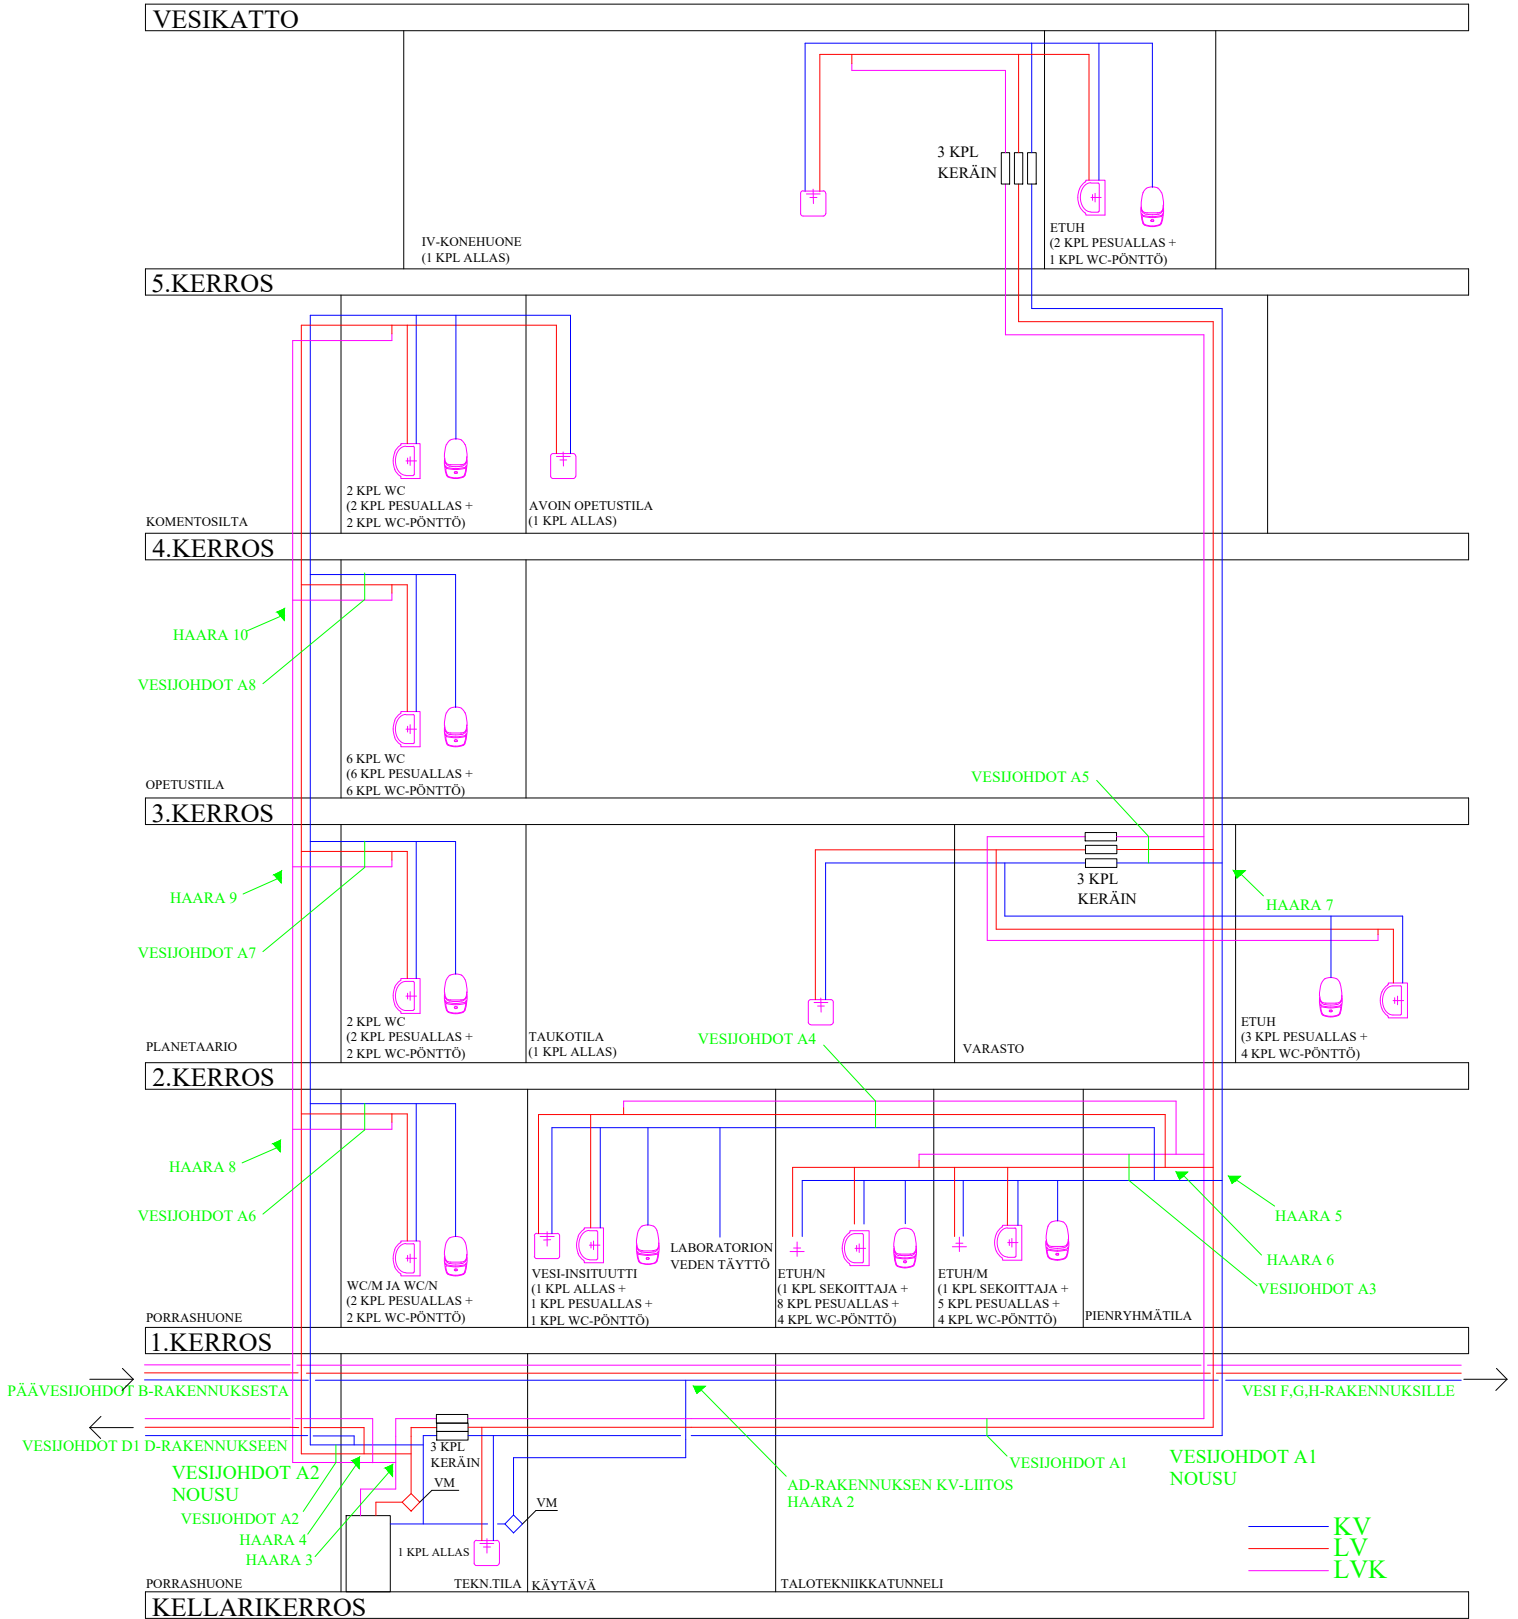 VESIKATTO
3 KPL
KERÄIN
IV-KONEHUONE
(1 KPL ALLAS)
ETUH
(2 KPL PESUALLAS +
1 KPL WC-PÖNTTÖ)
5.KERROS
KOMENTOSILTA
2 KPL WC
(2 KPL PESUALLAS +
2 KPL WC-PÖNTTÖ)
AVOIN OPETUSTILA
(1 KPL ALLAS)
4.KERROS
HAARA 10
VESIJOHDOT A8
OPETUSTILA
6 KPL WC
(6 KPL PESUALLAS +
6 KPL WC-PÖNTTÖ)
VESIJOHDOT A5
3.KERROS
3 KPL
KERÄIN
HAARA 9
HAARA 7
VESIJOHDOT A7
PLANETAARIO
2 KPL WC
(2 KPL PESUALLAS +
2 KPL WC-PÖNTTÖ)
TAUKOTILA
(1 KPL ALLAS)
VESIJOHDOT A4
VARASTO
ETUH
(3 KPL PESUALLAS +
4 KPL WC-PÖNTTÖ)
2.KERROS
HAARA 8
VESIJOHDOT A6
HAARA 5
HAARA 6
VESIJOHDOT A3
LABORATORION
VEDEN TÄYTTÖ
PORRASHUONE
WC/M JA WC/N
(2 KPL PESUALLAS +
2 KPL WC-PÖNTTÖ)
VESI-INSITUUTTI
(1 KPL ALLAS +
1 KPL PESUALLAS +
1 KPL WC-PÖNTTÖ)
ETUH/N
(1 KPL SEKOITTAJA +
8 KPL PESUALLAS +
4 KPL WC-PÖNTTÖ)
ETUH/M
(1 KPL SEKOITTAJA +
5 KPL PESUALLAS +
4 KPL WC-PÖNTTÖ)
PIENRYHMÄTILA
1.KERROS
PÄÄVESIJOHDOT B-RAKENNUKSESTA
VESI F,G,H-RAKENNUKSILLE
VESIJOHDOT D1 D-RAKENNUKSEEN
3 KPL
KERÄIN
VESIJOHDOT A2
NOUSU
VESIJOHDOT A1
VESIJOHDOT A1
NOUSU
VM
VM
AD-RAKENNUKSEN KV-LIITOS
HAARA 2
VESIJOHDOT A2
HAARA 4
HAARA 3
1 KPL ALLAS
KV
LV
LVK
PORRASHUONE
TEKN.TILA
KÄYTÄVÄ
TALOTEKNIIKKATUNNELI
KELLARIKERROS